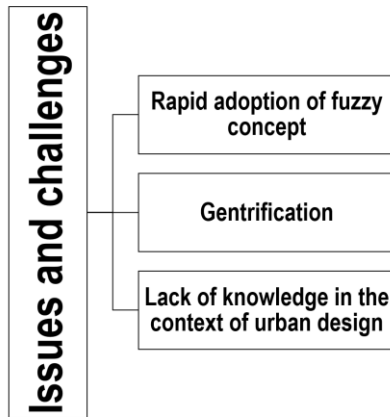 Issues and challenges
Rapid adoption of fuzzy
concept
Gentrification
Lack of knowledge in the
context of urban design